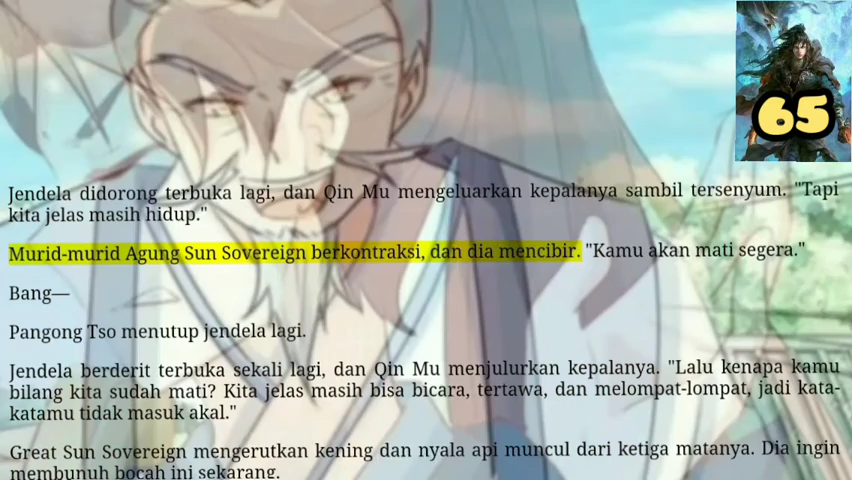 65
Jendela didorong terbuka lagi, dan Qin Mu mengeluarkan kepalanya sambil tersenyum. "Tapi
kita jelas masih hidup."
Murid-murid Agung Sun Sovereign berkontraksi, dan dia mencibir. "Kamu akan mati segera."
Bang—
Pangong Tso menutup jendela lagi.
Jendela berderit terbuka sekali lagi, dan Qin Mu menjulurkan kepalanya. "Lalu kenapa kamu
bilang kita sudah mati? Kita jelas masih bisa bicara, tertawa, dan melompat-lompat, jadi kata-
katamu tidak masuk akal."
Great Sun Sovereign mengerutkan kening dan nyala api muncul dari ketiga matanya. Dia ingin
membunuh bocah ini sekarang.